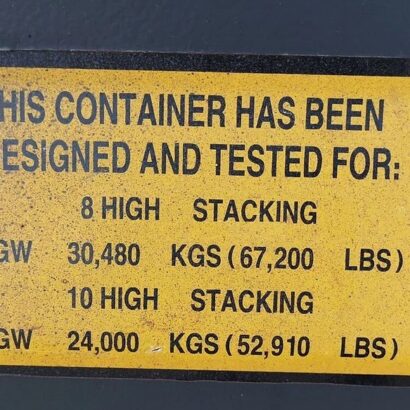 HIS CONTAINER HAS BEEN
ESIGNED AND TESTED FOR:
8 HIGH STACKING
GW 30,480 KGS (67,200 LBS)
10 HIGH STACKING
GW 24,000 KGS (52,910 LBS)